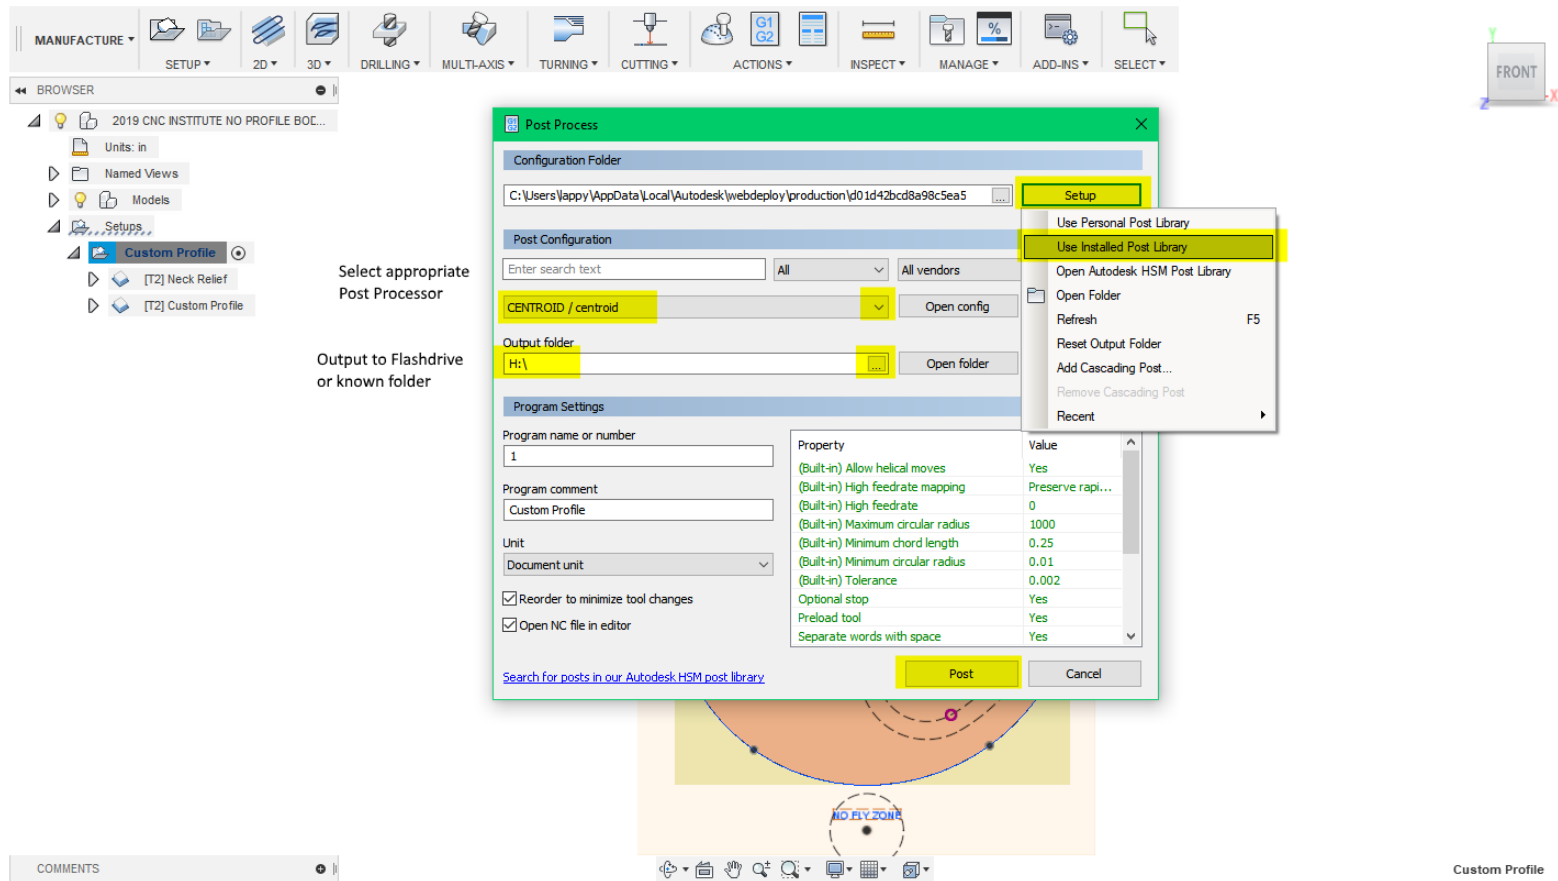 MANUFACTURE
SETUP
2D
3D
DRILLING
MULTI-AXIS
TURNING
CUTTING
G1
G2
ACTIONS
INSPECT
%
MANAGE
ADD-INS
SELECT
BROWSER
2019 CNC INSTITUTE NO PROFILE BOD...
Units: in
Named Views
Models
Setups
Custom Profile
[T2] Neck Relief
[T2] Custom Profile
Y
FRONT
Z
X
Select appropriate
Post Processor
Output to Flashdrive
or known folder
G1
G2
Post Process
Configuration Folder
C:\Users\lappy\AppData\Local\Autodesk\webdeploy\production\d01d42bcd8a98c5ea5
...
Setup
Post Configuration
Enter search text
All
All vendors
CENTROID / centroid
Open config
Output folder
H:\
...
Open folder
Use Personal Post Library
Use Installed Post Library
Open Autodesk HSM Post Library
Open Folder
Refresh F5
Reset Output Folder
Add Cascading Post...
Remove Cascading Post
Recent
Program Settings
Program name or number
1
Program comment
Custom Profile
Unit
Document unit
Reorder to minimize tool changes
Open NC file in editor
Search for posts in our Autodesk HSM post library
Property Value
(Built-in) Allow helical moves Yes
(Built-in) High feedrate mapping Preserve rapi...
(Built-in) High feedrate 0
(Built-in) Maximum circular radius 1000
(Built-in) Minimum chord length 0.25
(Built-in) Minimum circular radius 0.01
(Built-in) Tolerance 0.002
Optional stop Yes
Preload tool Yes
Separate words with space Yes
Post
Cancel
NO FLY ZONE
COMMENTS
Custom Profile